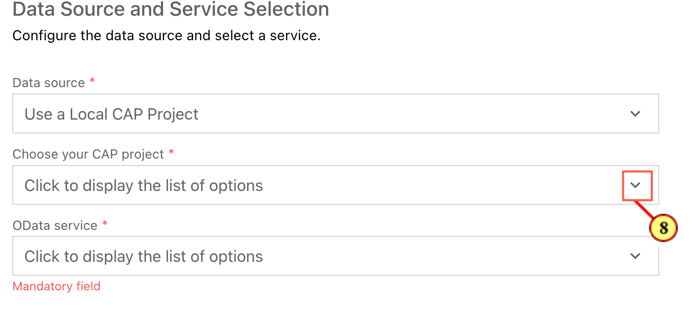 Data Source and Service Selection
Configure the data source and select a service.
Data source *
Use a Local CAP Project
Choose your CAP project *
Click to display the list of options
8
OData service *
Click to display the list of options
Mandatory field